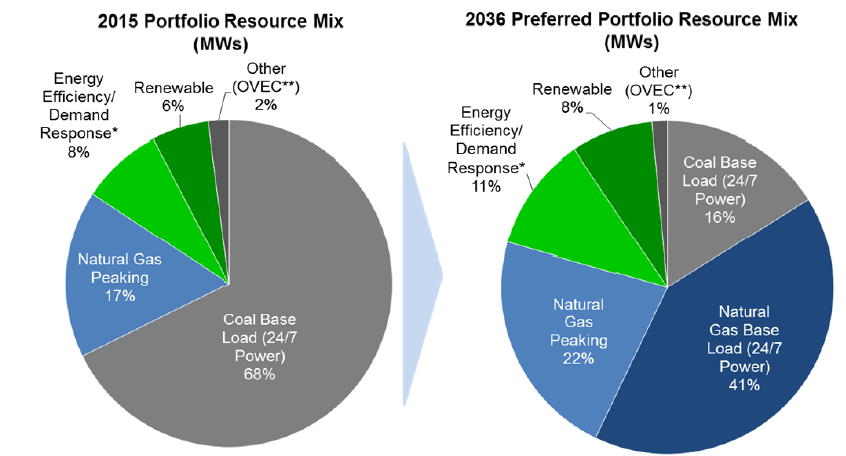 2015 Portfolio Resource Mix
(MWs)
Energy
Efficiency/
Demand
Response*
8%
Renewable
6%
Other
(OVEC**)
2%
Natural Gas
Peaking
17%
Coal Base
Load (24/7
Power)
68%
2036 Preferred Portfolio Resource Mix
(MWs)
Energy
Efficiency/
Demand
Response*
11%
Renewable
8%
Other
(OVEC**)
1%
Coal Base
Load (24/7
Power)
16%
Natural
Gas
Peaking
22%
Natural
Gas Base
Load (24/7
Power)
41%